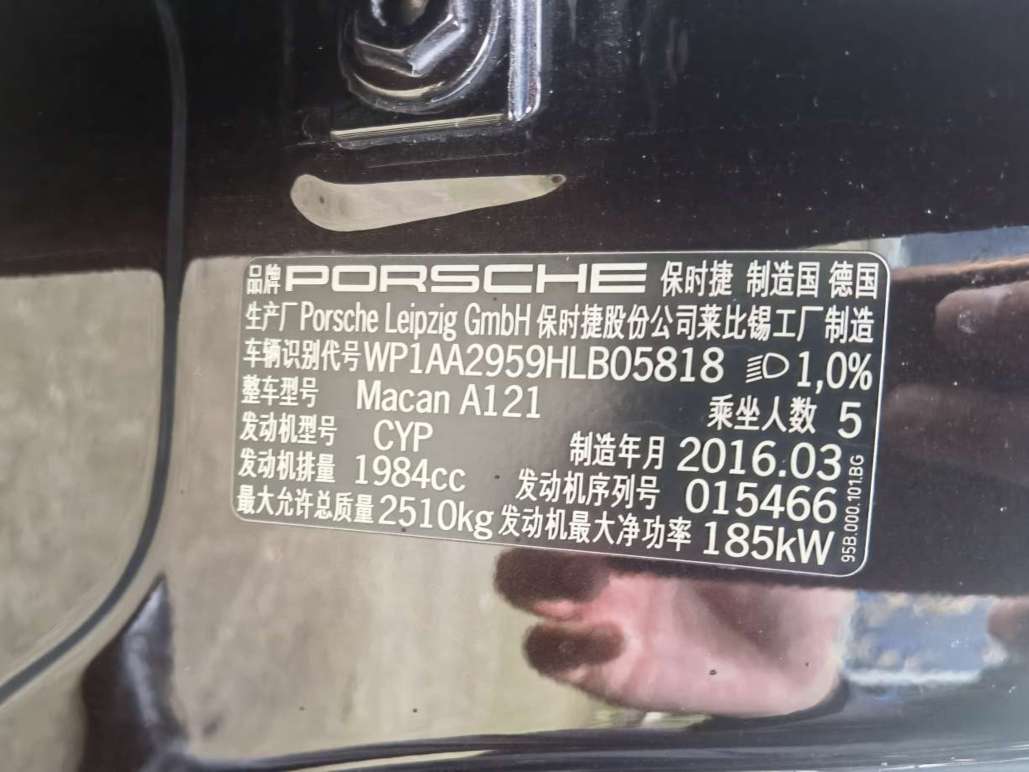 品牌 PORSCHE 保时捷 制造国 德国
生产厂 Porsche Leipzig GmbH 保时捷股份公司莱比锡工厂制造
车辆识别代号 WP1AA2959HLB05818 1,0%
整车型号 Macan A121 乘坐人数 5
发动机型号 CYP 制造年月 2016.03
发动机排量 1984cc 发动机序列号 015466
最大允许总质量 2510kg 发动机最大净功率 185kW
95B.000.101.BG